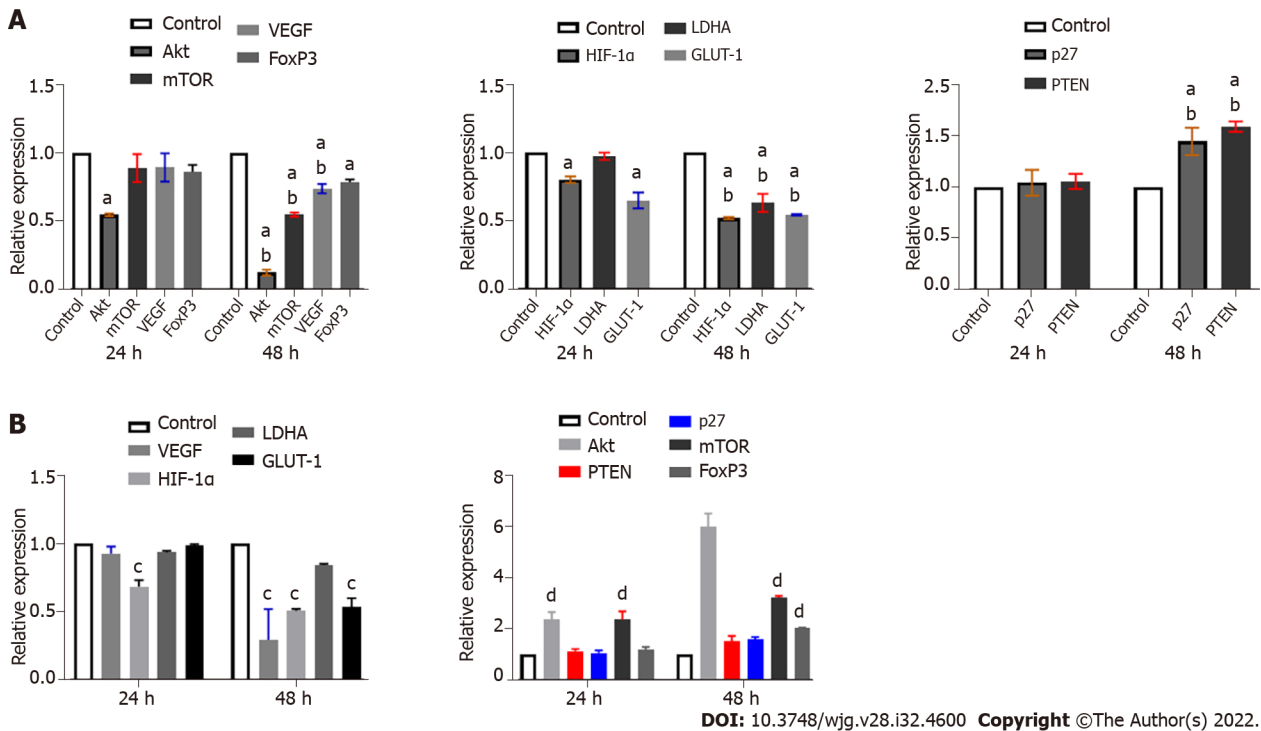 A
Control
Akt
mTOR
VEGF
FoxP3
Relative expression
1.5
1.0
0.5
0.0
a
a
b
a
b
a
b
a
Control
Akt
mTOR
VEGF
FoxP3
Control
Akt
mTOR
VEGF
FoxP3
24 h
48 h
Control
HIF-1α
LDHA
GLUT-1
Relative expression
1.5
1.0
0.5
0.0
a
a
a
b
a
b
a
b
Control
HIF-1α
LDHA
GLUT-1
Control
HIF-1α
LDHA
GLUT-1
24 h
48 h
Control
p27
PTEN
Relative expression
2.5
1.5
1.0
0.5
0.0
a
b
a
b
Control
p27
PTEN
Control
p27
PTEN
24 h
48 h
B
Control
VEGF
HIF-1α
LDHA
GLUT-1
Relative expression
1.5
1.0
0.5
0.0
c
c
c
c
24 h
48 h
Control
Akt
PTEN
p27
mTOR
FoxP3
Relative expression
8
6
4
2
0
d
d
d
d
24 h
48 h
DOI: 10.3748/wjg.v28.i32.4600 Copyright ©The Author(s) 2022.